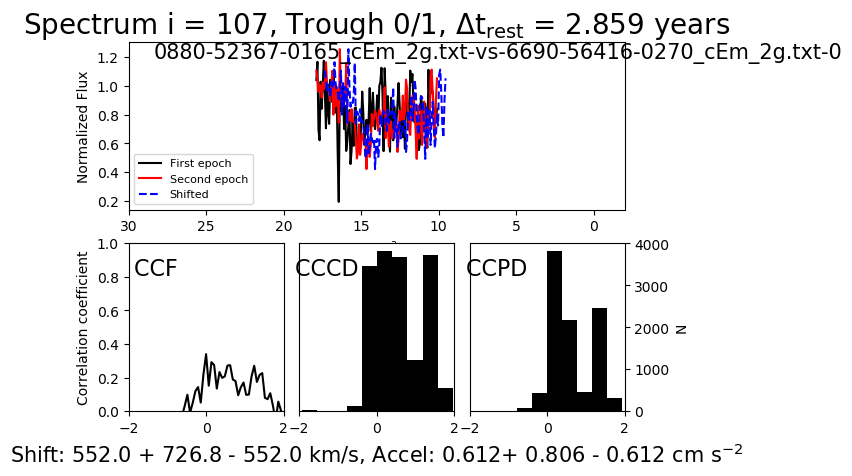 Spectrum i = 107, Trough 0/1, Δt_rest = 2.859 years
0880-52367-0165_cEm_2g.txt-vs-6690-56416-0270_cEm_2g.txt-0
Normalized Flux
1.2
1.0
0.8
0.6
0.4
0.2
First epoch
Second epoch
Shifted
30 25 20 15 10 5 0
Correlation coefficient
1.0
0.8
0.6
0.4
0.2
0.0
CCF
CCCD
CCPD
4000
3000
2000
1000
0
N
−2 0 2
−2 0 2
−2 0 2
Shift: 552.0 + 726.8 - 552.0 km/s, Accel: 0.612+ 0.806 - 0.612 cm s⁻²